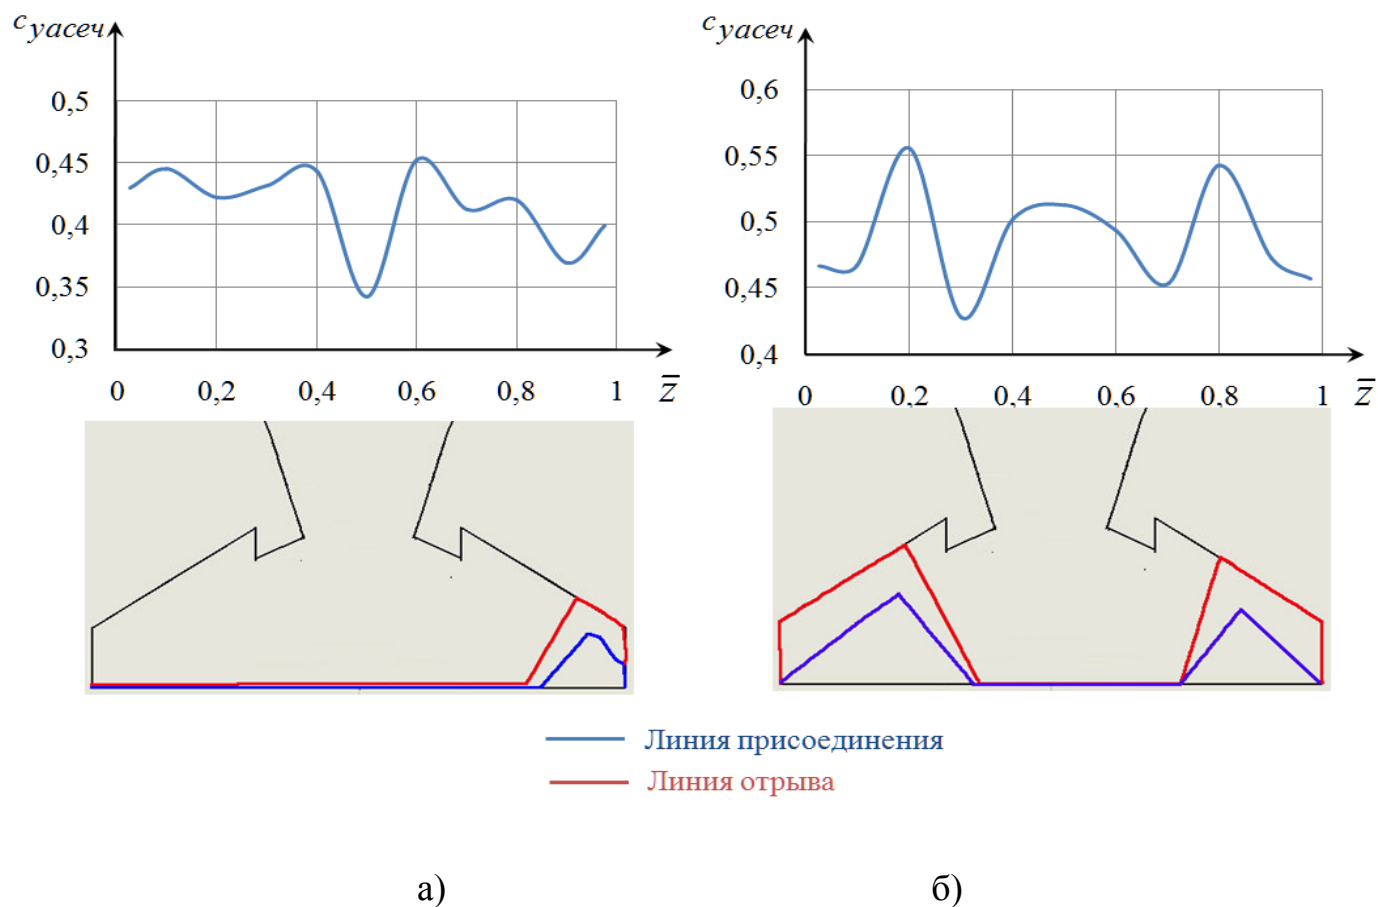 c уасеч
0,5
0,45
0,4
0,35
0,3
0 0,2 0,4 0,6 0,8 1 z̅
c уасеч
0,6
0,55
0,5
0,45
0,4
0 0,2 0,4 0,6 0,8 1 z̅
Линия присоединения
Линия отрыва
а) б)